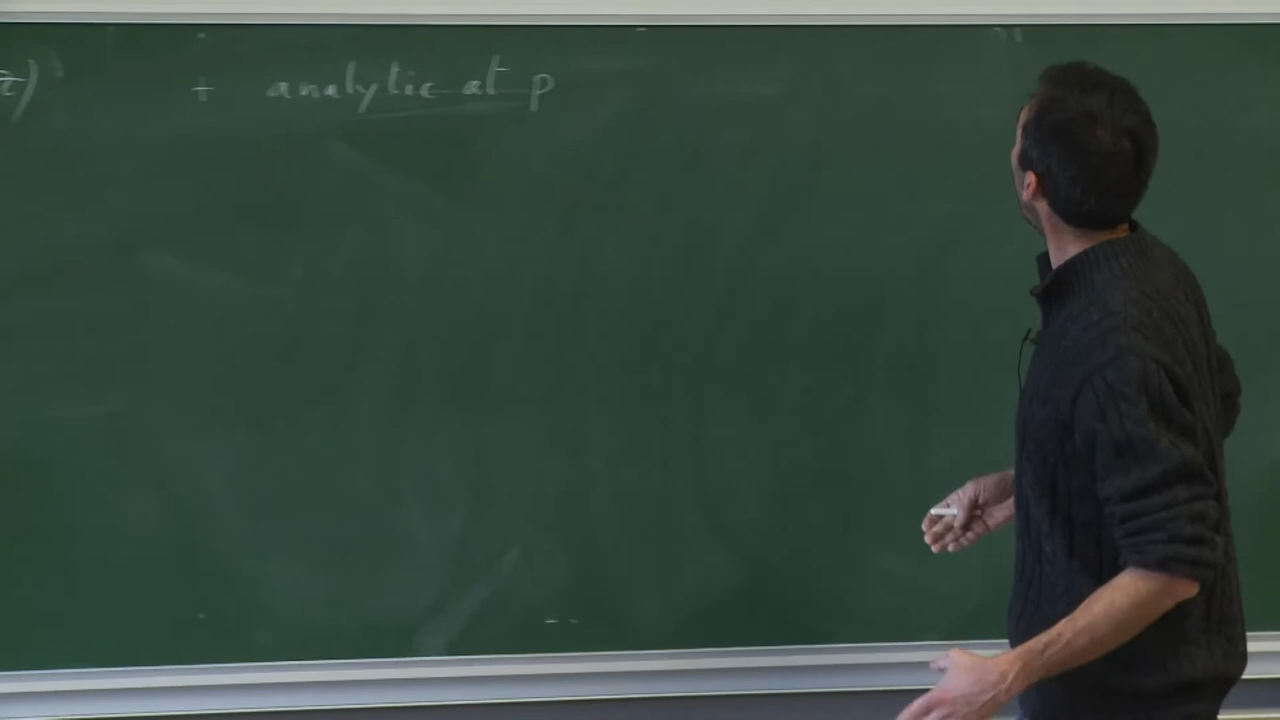 z) + analytic at p